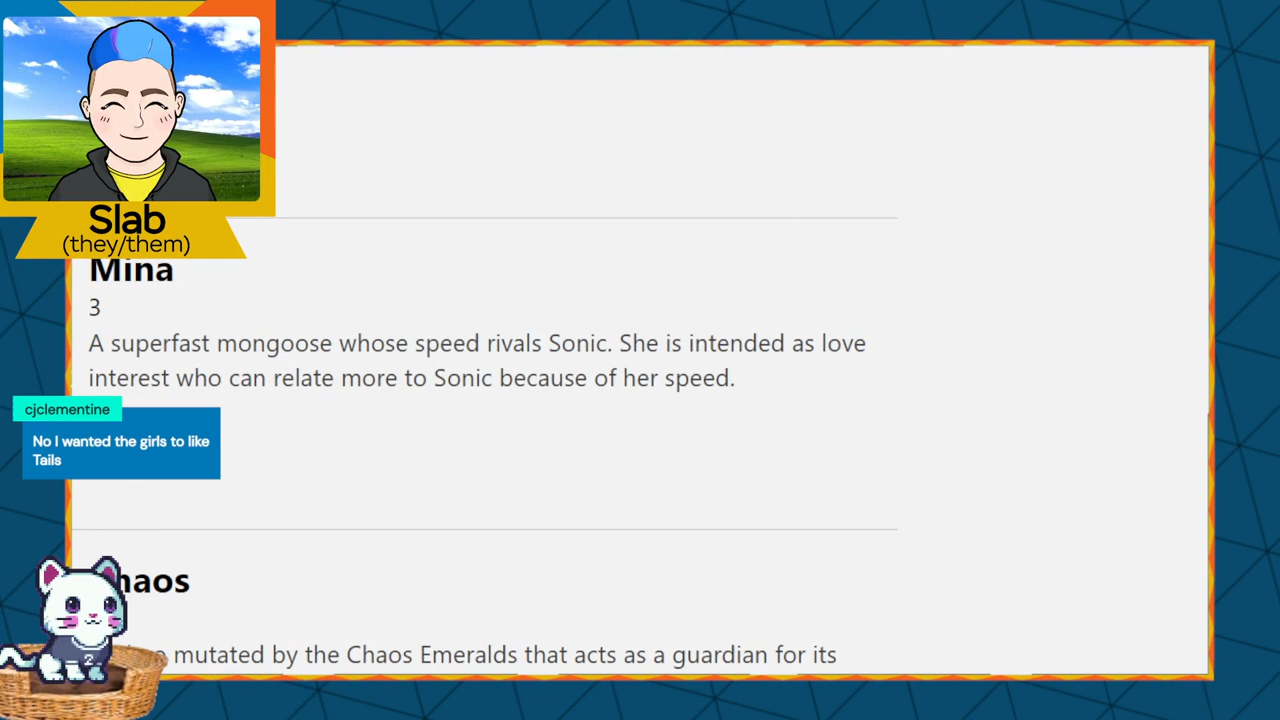 Slab
(they/them)
Mina
3
A superfast mongoose whose speed rivals Sonic. She is intended as love
interest who can relate more to Sonic because of her speed.
cjclementine
No I wanted the girls to like
Tails
haos
mutated by the Chaos Emeralds that acts as a guardian for its